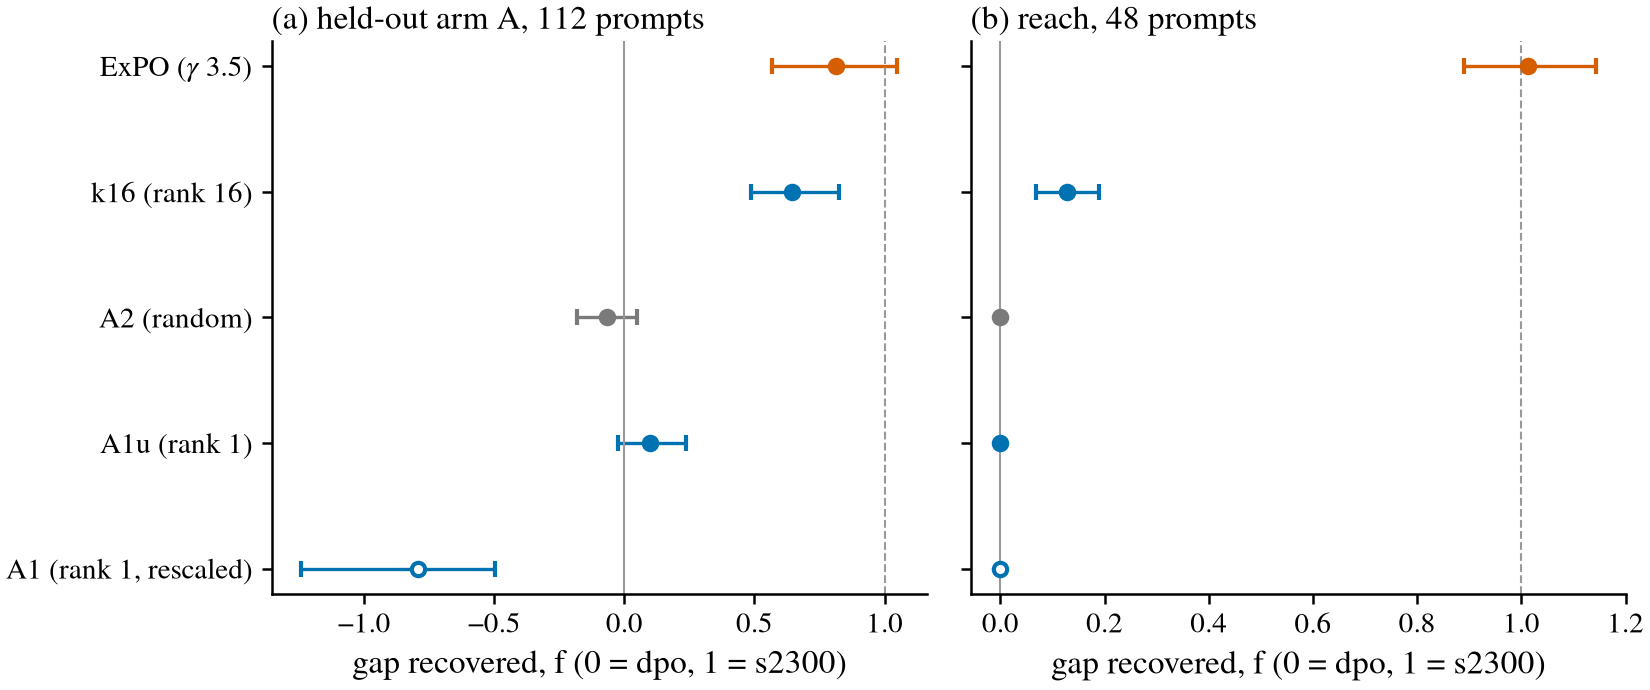 (a) held-out arm A, 112 prompts
(b) reach, 48 prompts
ExPO (γ 3.5)
k16 (rank 16)
A2 (random)
A1u (rank 1)
A1 (rank 1, rescaled)
−1.0 −0.5 0.0 0.5 1.0
0.0 0.2 0.4 0.6 0.8 1.0 1.2
gap recovered, f (0 = dpo, 1 = s2300)
gap recovered, f (0 = dpo, 1 = s2300)